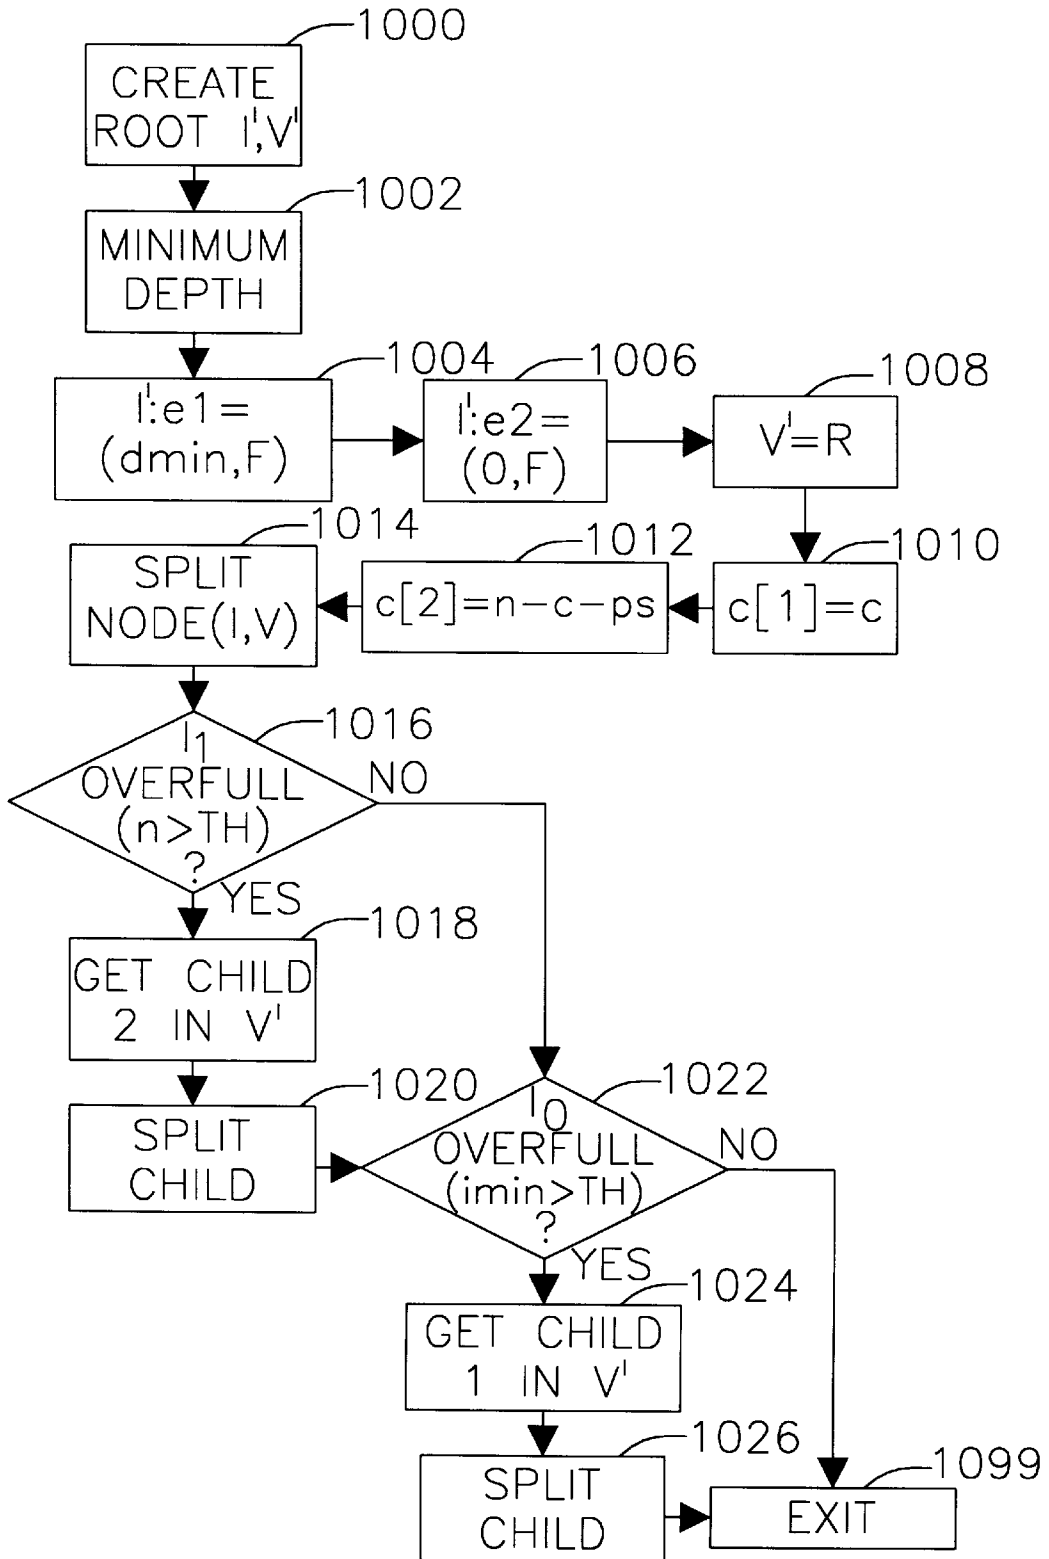 1000
CREATE
ROOT I',V'
1002
MINIMUM
DEPTH
1004
I':e1=
(dmin,F)
1006
I':e2=
(0,F)
1008
V'=R
1010
c[1]=c
1012
c[2]=n-c-ps
1014
SPLIT
NODE(I,V)
1016
I1
OVERFULL
(n>TH)
?
NO
YES
1018
GET CHILD
2 IN V'
1020
SPLIT
CHILD
1022
I0
OVERFULL
(imin>TH)
?
NO
YES
1024
GET CHILD
1 IN V'
1026
SPLIT
CHILD
1099
EXIT